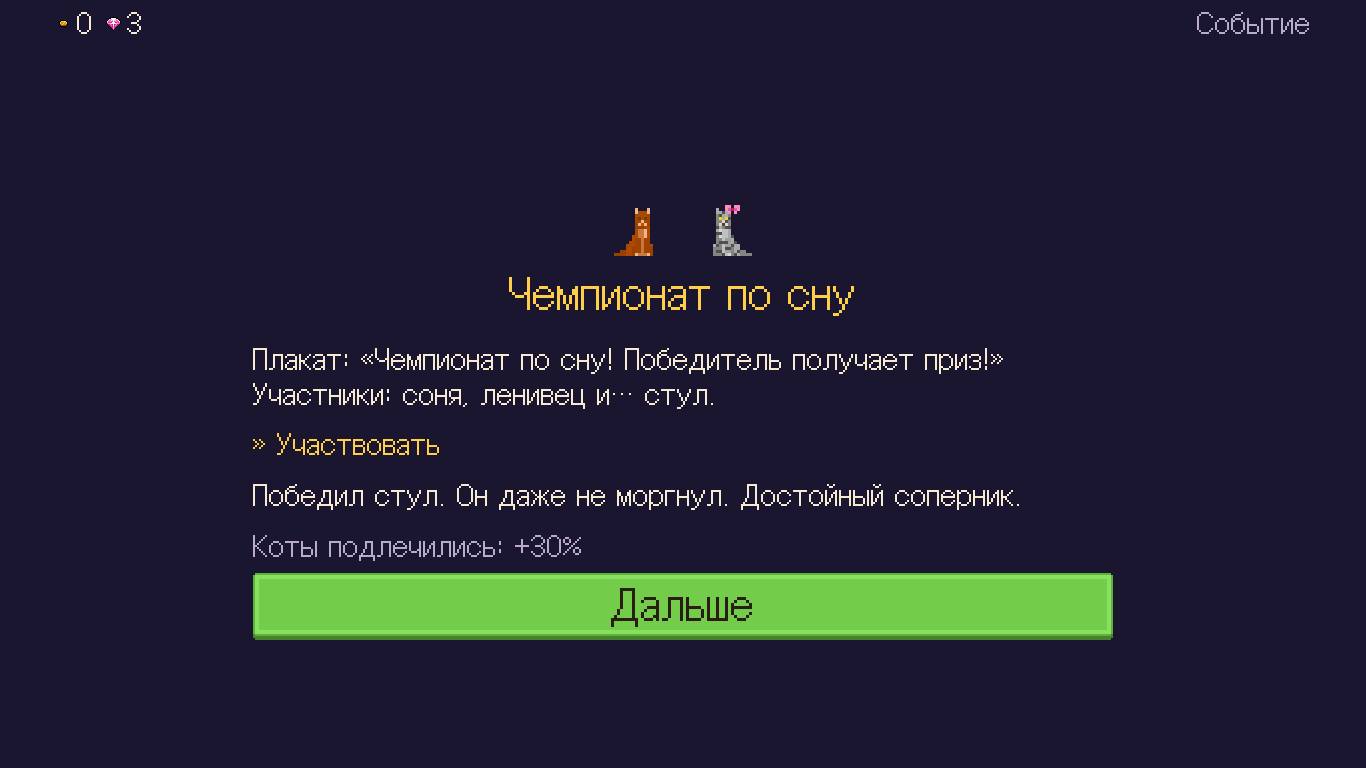 0 3
Событие
Чемпионат по сну
Плакат: «Чемпионат по сну! Победитель получает приз!»
Участники: соня, ленивец и… стул.
» Участвовать
Победил стул. Он даже не моргнул. Достойный соперник.
Коты подлечились: +30%
Дальше